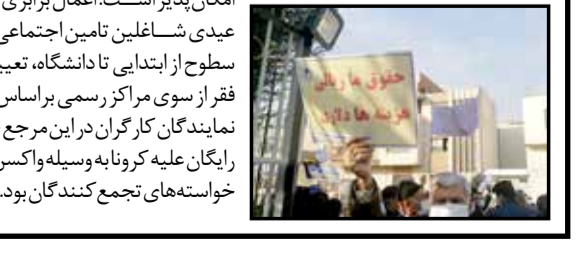 امکان‌پذیر اســت. اعمال برابری
عیدی شــاغلین تامین اجتماعی
سطوح از ابتدایی تا دانشگاه، تعیی
فقر از سوی مراکز رسمی براساس
نمایندگان کارگران در این مرجع
رایگان علیه کرونا به وسیله واکسن
خواسته‌های تجمع‌کنندگان بود.
حقوق ما ریالی
هزینه ها دلاری